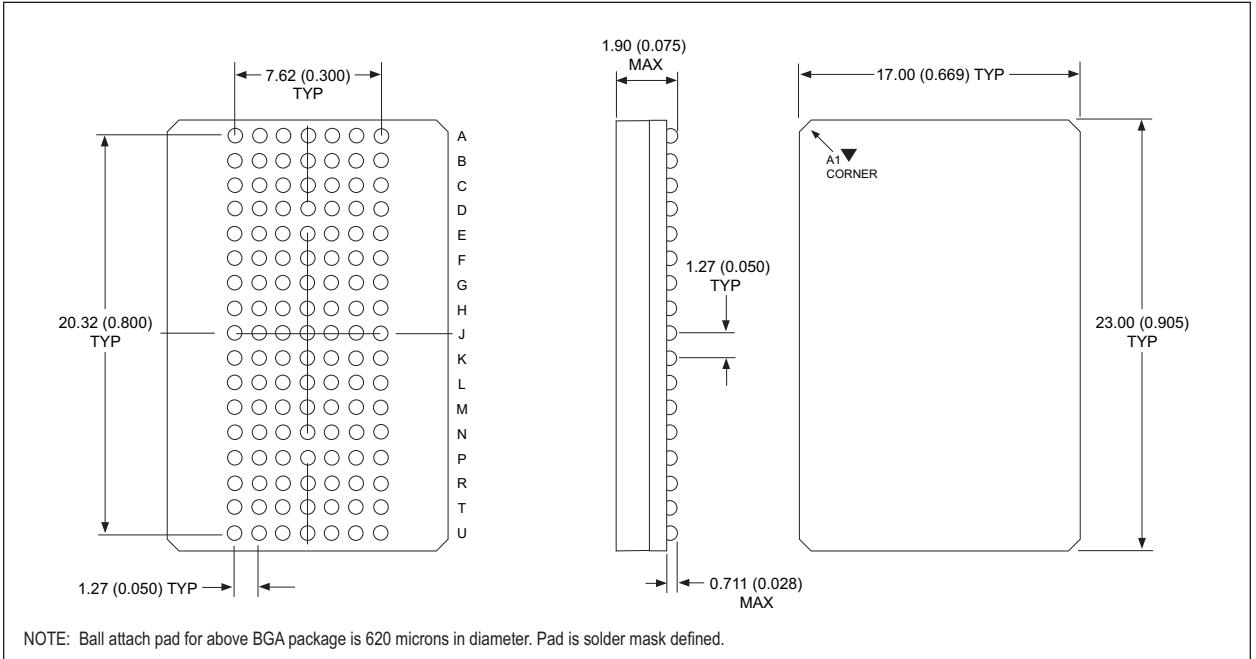 7.62 (0.300)
TYP
1.90 (0.075)
MAX
17.00 (0.669) TYP
A
B
C
D
E
F
G
H
J
K
L
M
N
P
R
T
U
A1
CORNER
20.32 (0.800)
TYP
1.27 (0.050)
TYP
23.00 (0.905)
TYP
1.27 (0.050) TYP
0.711 (0.028)
MAX
NOTE: Ball attach pad for above BGA package is 620 microns in diameter. Pad is solder mask defined.